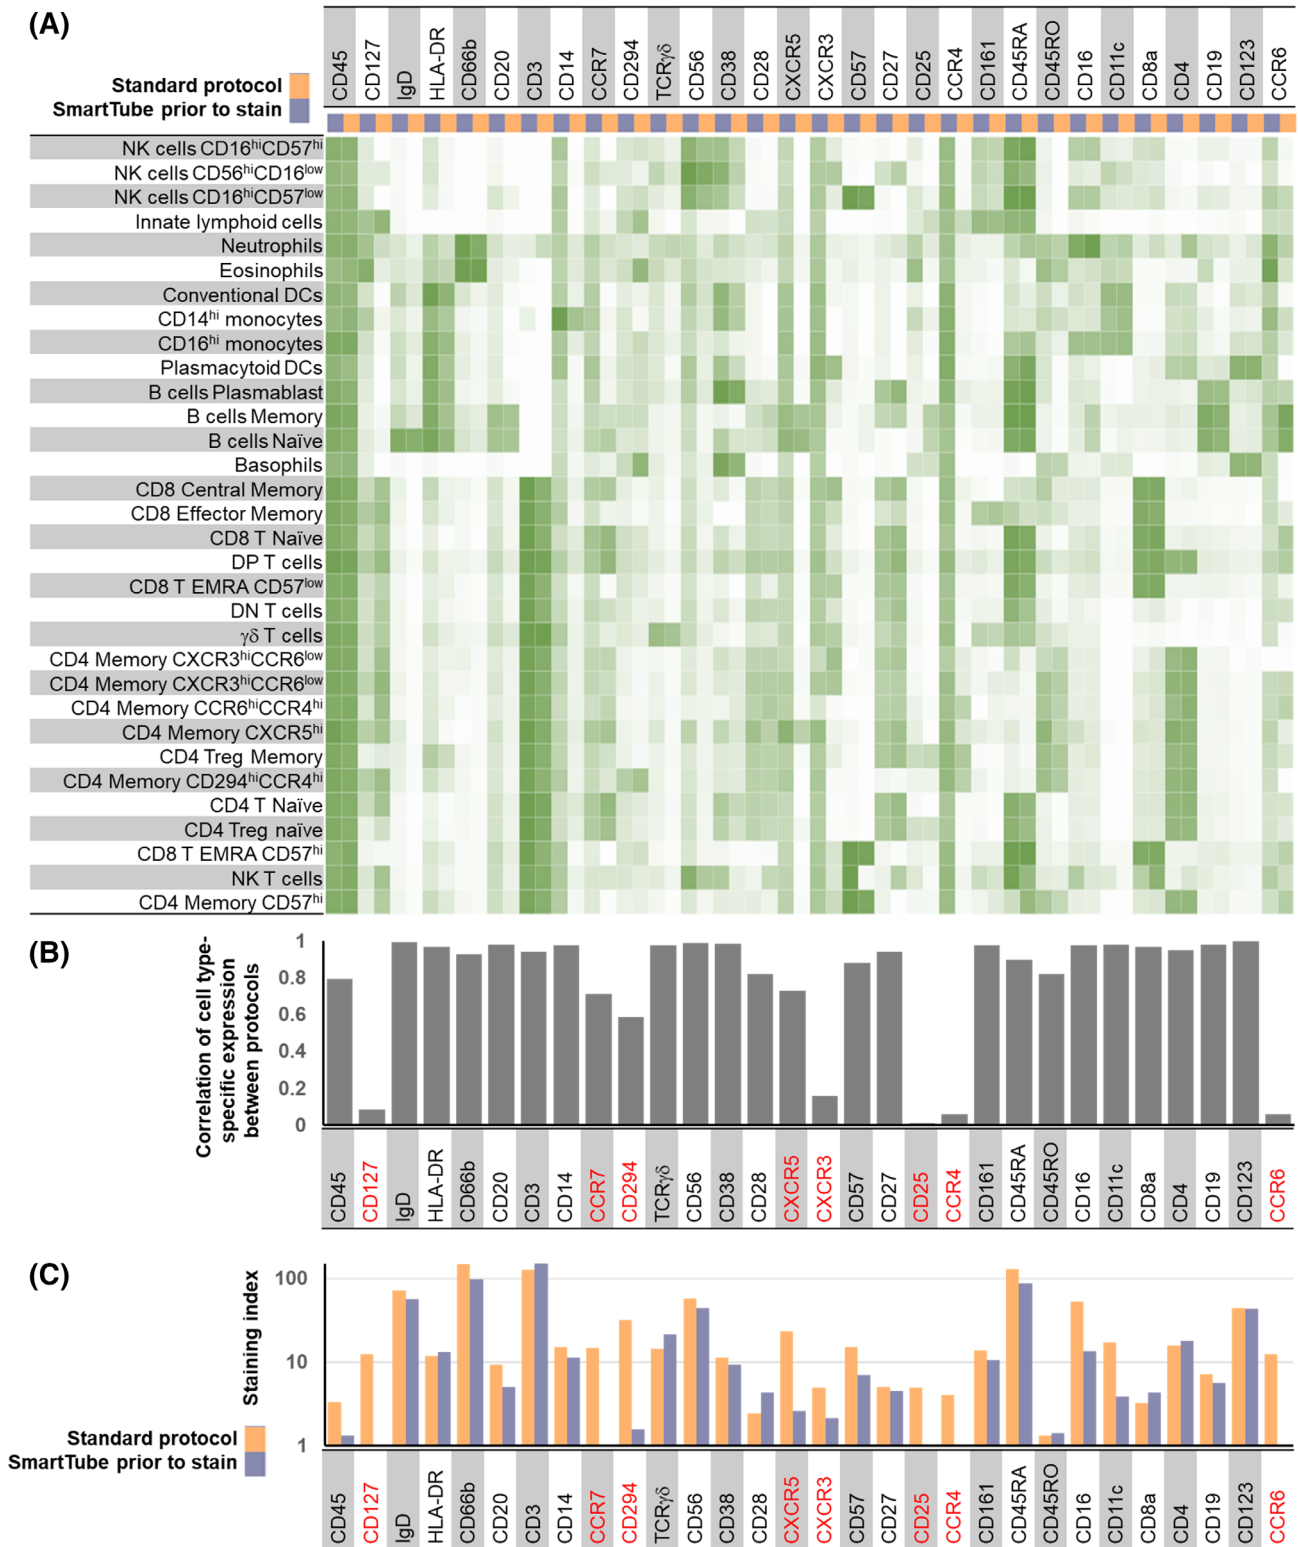 (A)
CD45 CD127 IgD HLA-DR CD66b CD20 CD3 CD14 CCR7 CD294 TCRγδ CD56 CD38 CD28 CXCR5 CXCR3 CD57 CD27 CD25 CCR4 CD161 CD45RA CD45RO CD16 CD11c CD8a CD4 CD19 CD123 CCR6
Standard protocol
SmartTube prior to stain
NK cells CD16hiCD57hi
NK cells CD56hiCD16low
NK cells CD16hiCD57low
Innate lymphoid cells
Neutrophils
Eosinophils
Conventional DCs
CD14hi monocytes
CD16hi monocytes
Plasmacytoid DCs
B cells Plasmablast
B cells Memory
B cells Naïve
Basophils
CD8 Central Memory
CD8 Effector Memory
CD8 T Naïve
DP T cells
CD8 T EMRA CD57low
DN T cells
γδ T cells
CD4 Memory CXCR3hiCCR6low
CD4 Memory CXCR3hiCCR6low
CD4 Memory CCR6hiCCR4hi
CD4 Memory CXCR5hi
CD4 Treg Memory
CD4 Memory CD294hiCCR4hi
CD4 T Naïve
CD4 Treg naïve
CD8 T EMRA CD57hi
NK T cells
CD4 Memory CD57hi
(B)
Correlation of cell type-
specific expression
between protocols
1
0.8
0.6
0.4
0.2
0
CD45 CD127 IgD HLA-DR CD66b CD20 CD3 CD14 CCR7 CD294 TCRγδ CD56 CD38 CD28 CXCR5 CXCR3 CD57 CD27 CD25 CCR4 CD161 CD45RA CD45RO CD16 CD11c CD8a CD4 CD19 CD123 CCR6
(C)
Staining index
100
10
1
Standard protocol
SmartTube prior to stain
CD45 CD127 IgD HLA-DR CD66b CD20 CD3 CD14 CCR7 CD294 TCRγδ CD56 CD38 CD28 CXCR5 CXCR3 CD57 CD27 CD25 CCR4 CD161 CD45RA CD45RO CD16 CD11c CD8a CD4 CD19 CD123 CCR6